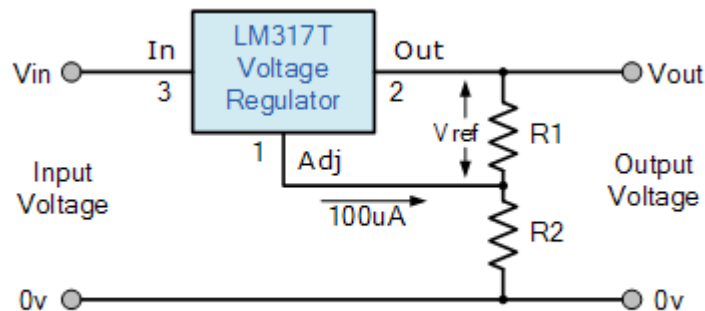 LM317T
Voltage
Regulator
In
Out
Vin
3
2
Vout
Vref
R1
1
Adj
Input
Voltage
100uA
Output
Voltage
R2
0v
0v